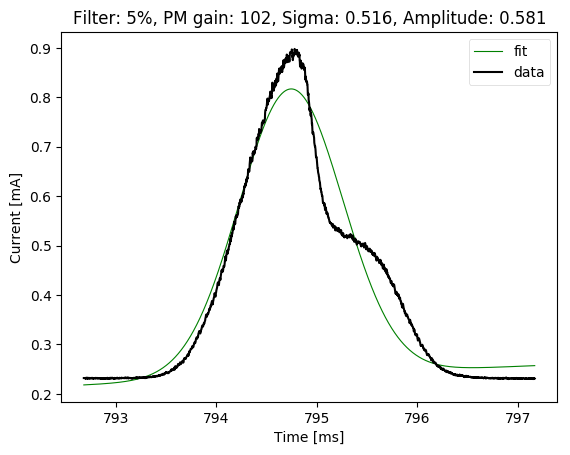 Filter: 5%, PM gain: 102, Sigma: 0.516, Amplitude: 0.581
fit
data
0.9
0.8
0.7
0.6
0.5
0.4
0.3
0.2
Current [mA]
793
794
795
796
797
Time [ms]